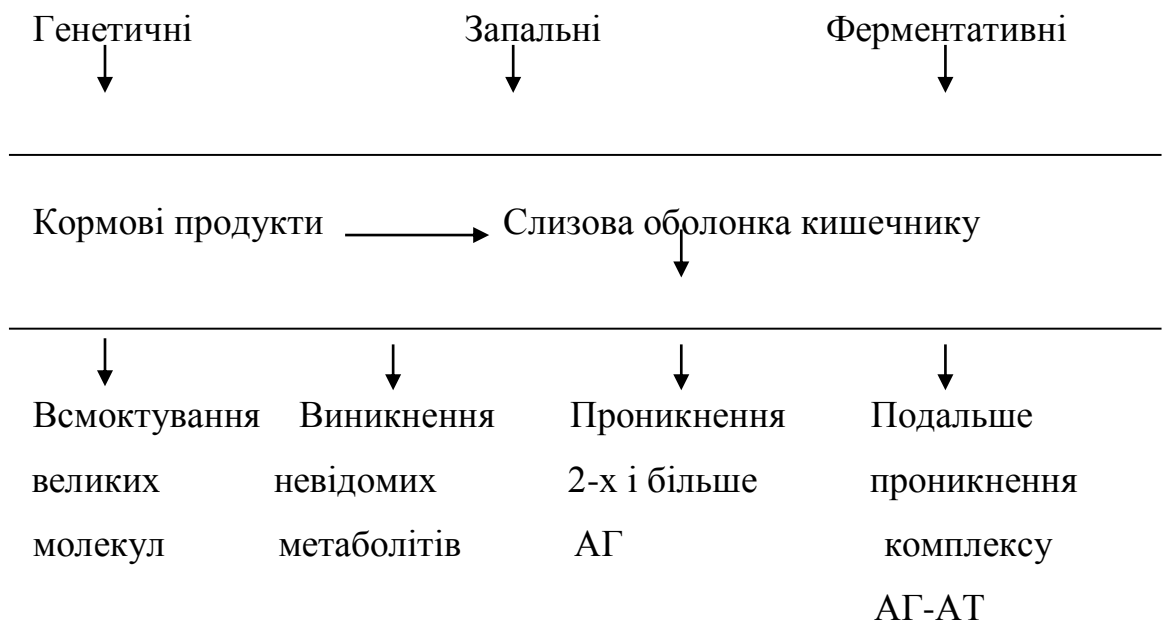 Генетичні Запальні Ферментативні
Кормові продукти Слизова оболонка кишечнику
Всмоктування Виникнення Проникнення Подальше
великих невідомих 2-х і більше проникнення
молекул метаболітів АГ комплексу
АГ-АТ